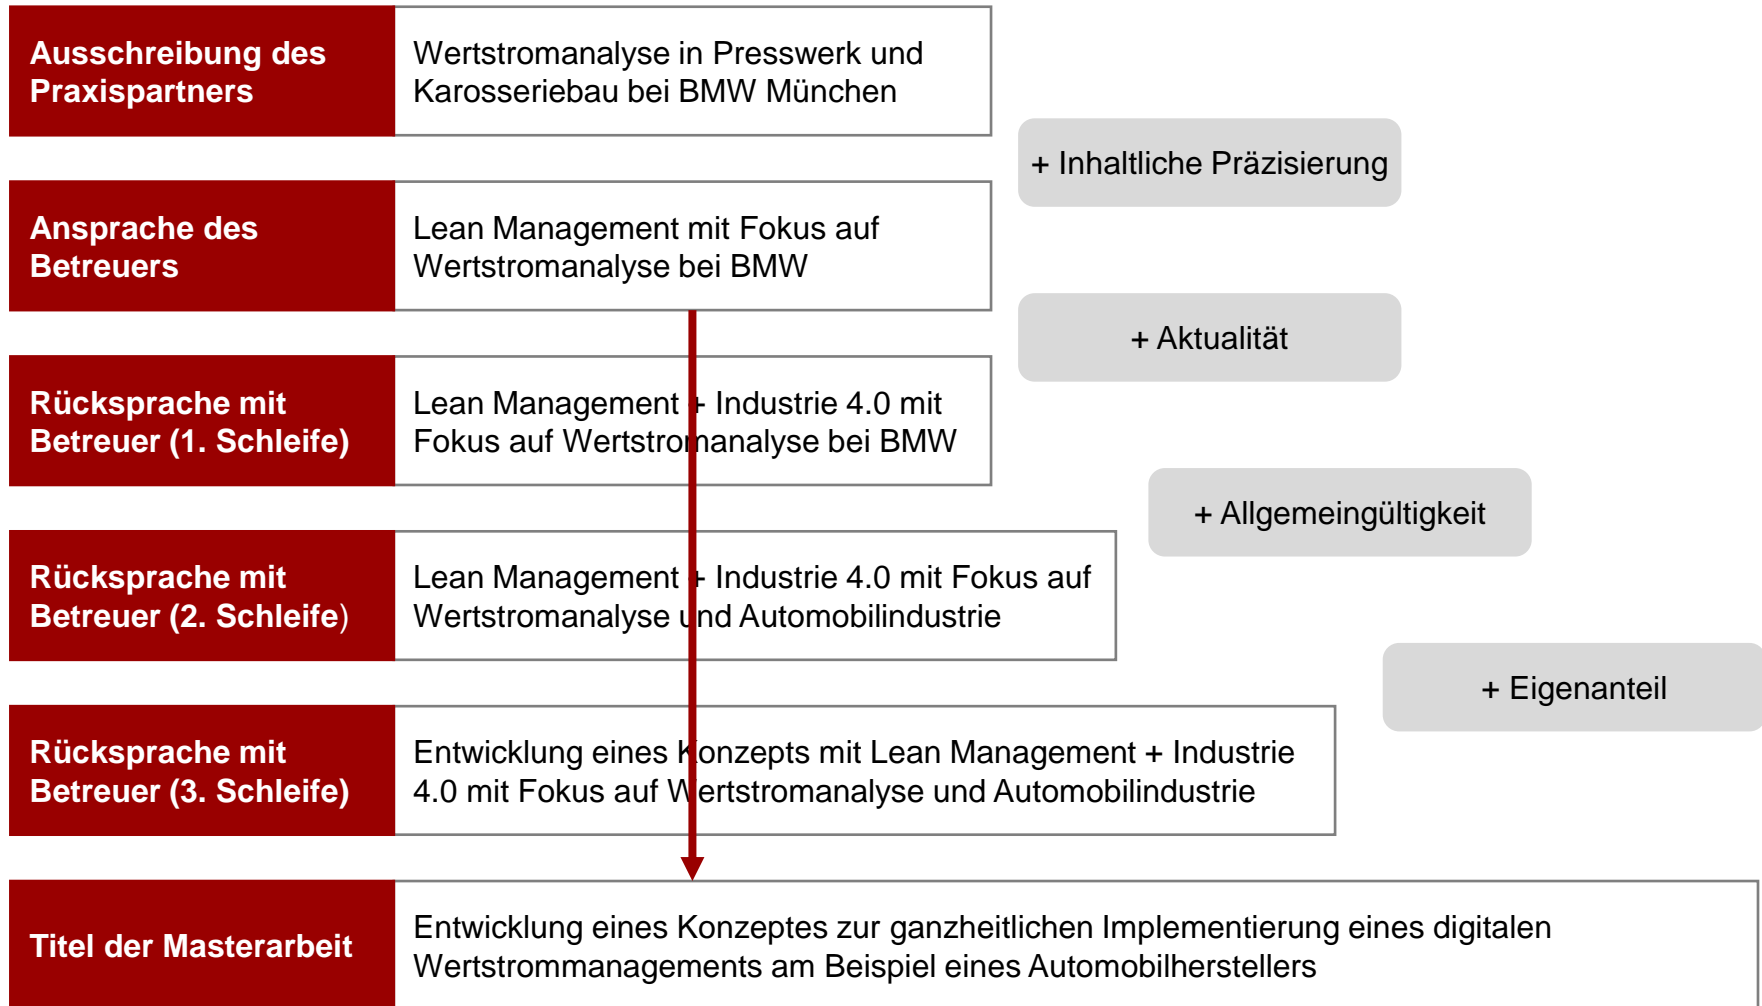 Ausschreibung des
Praxispartners
Wertstromanalyse in Presswerk und
Karosseriebau bei BMW München
+ Inhaltliche Präzisierung
Ansprache des
Betreuers
Lean Management mit Fokus auf
Wertstromanalyse bei BMW
+ Aktualität
Rücksprache mit
Betreuer (1. Schleife)
Lean Management + Industrie 4.0 mit
Fokus auf Wertstromanalyse bei BMW
+ Allgemeingültigkeit
Rücksprache mit
Betreuer (2. Schleife)
Lean Management + Industrie 4.0 mit Fokus auf
Wertstromanalyse und Automobilindustrie
+ Eigenanteil
Rücksprache mit
Betreuer (3. Schleife)
Entwicklung eines Konzepts mit Lean Management + Industrie
4.0 mit Fokus auf Wertstromanalyse und Automobilindustrie
Titel der Masterarbeit
Entwicklung eines Konzeptes zur ganzheitlichen Implementierung eines digitalen
Wertstrommanagements am Beispiel eines Automobilherstellers